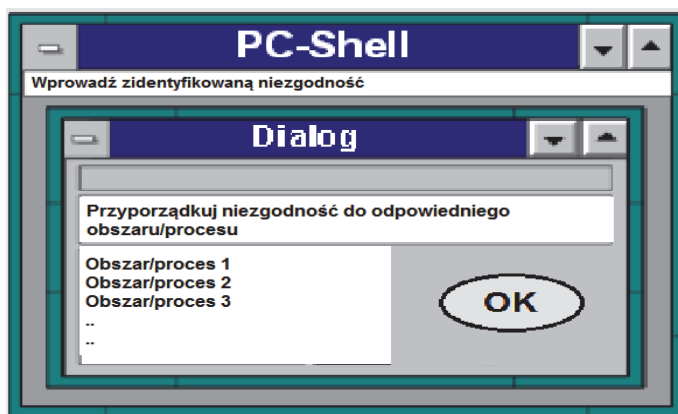 PC-Shell
Wprowadź zidentyfikowaną niezgodność
Dialog
Przyporządkuj niezgodność do odpowiedniego
obszaru/procesu
Obszar/proces 1
Obszar/proces 2
Obszar/proces 3
..
..
OK